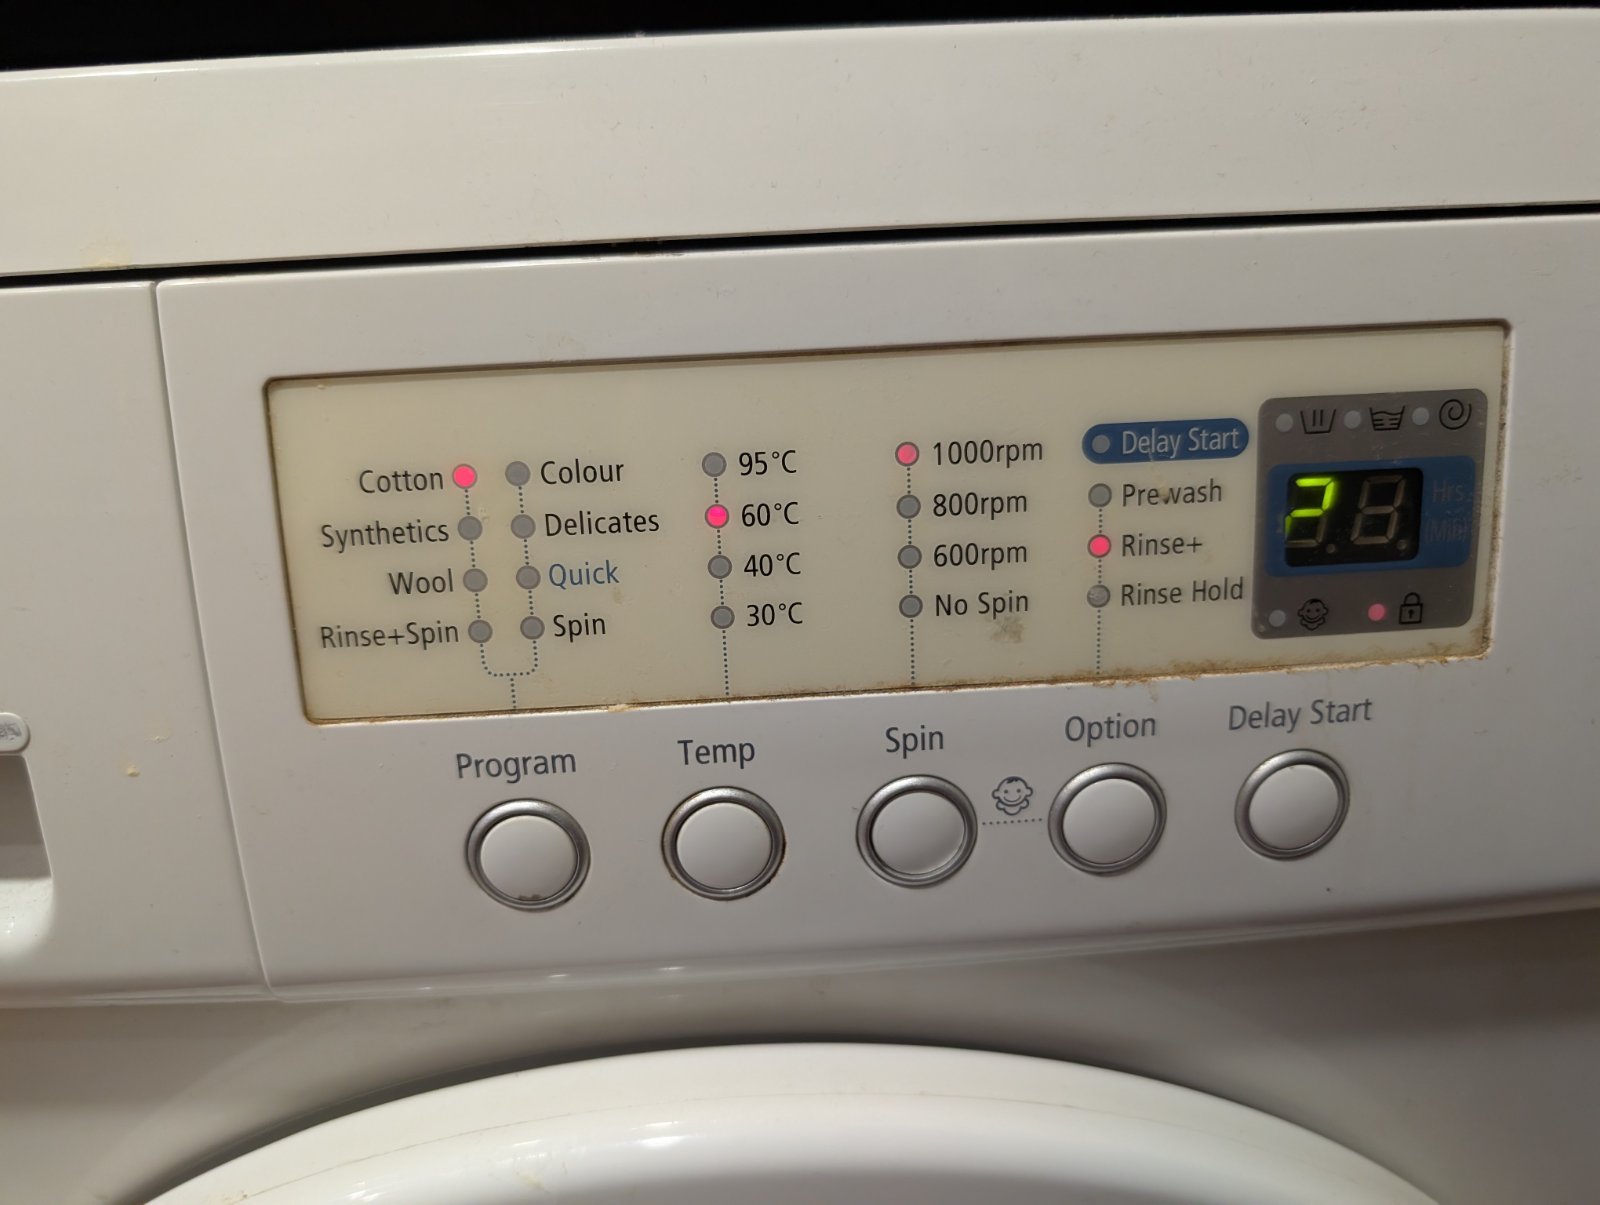 Cotton
Colour
Synthetics
Delicates
Wool
Quick
Rinse+Spin
Spin
95°C
60°C
40°C
30°C
1000rpm
800rpm
600rpm
No Spin
Delay Start
Prewash
Rinse+
Rinse Hold
Hrs
(Min)
Program
Temp
Spin
Option
Delay Start